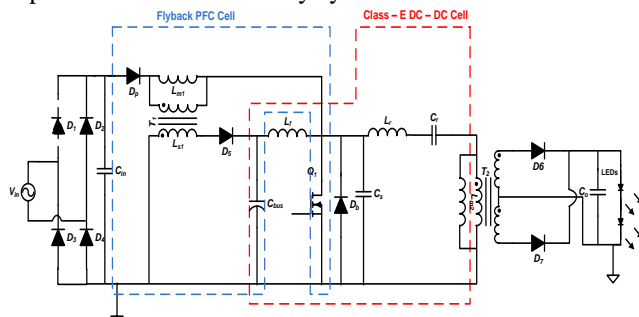 Flyback PFC Cell
Class – E DC – DC Cell
Dp
Lm1
Lr
Cr
D1
D2
T1
Lf
D6
Ls1
D5
Q1
T2
Vin
Cin
Cs
Co
LEDs
Cbus
Db
D3
D4
D7